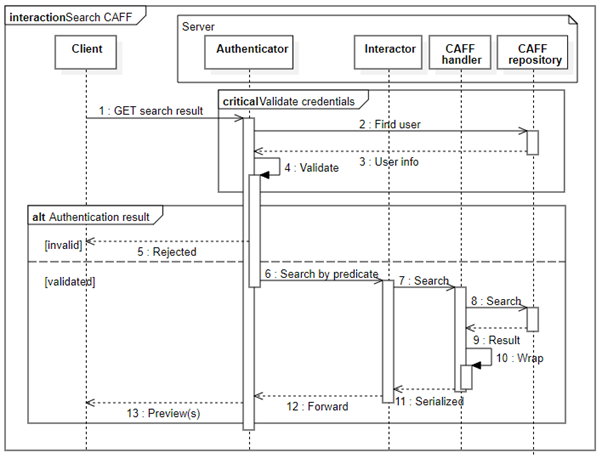 interactionSearch CAFF
Server
Client
Authenticator
Interactor
CAFF
handler
CAFF
repository
criticalValidate credentials
1 : GET search result
2 : Find user
3 : User info
4 : Validate
alt Authentication result
[invalid]
5 : Rejected
[validated]
6 : Search by predicate
7 : Search
8 : Search
9 : Result
10 : Wrap
11 : Serialized
12 : Forward
13 : Preview(s)